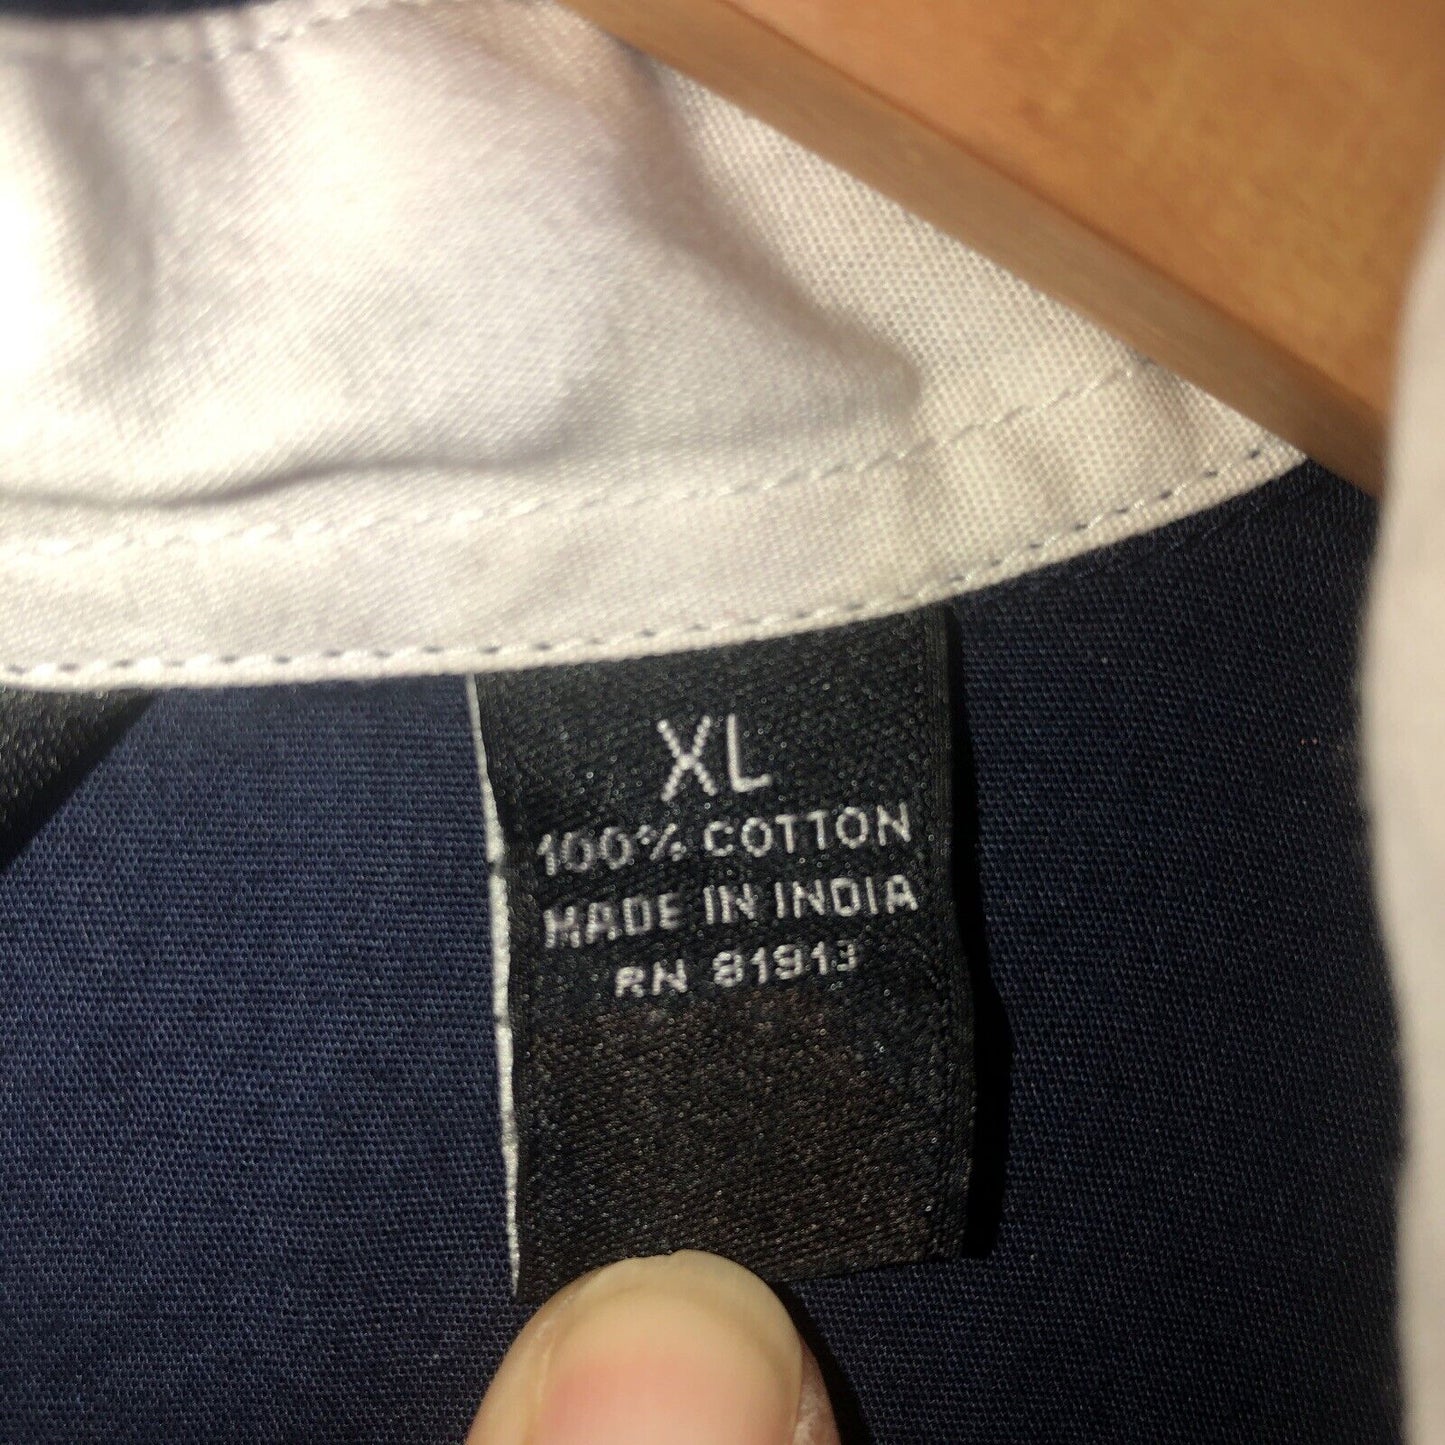 XL
100% COTTON
MADE IN INDIA
RN 81913